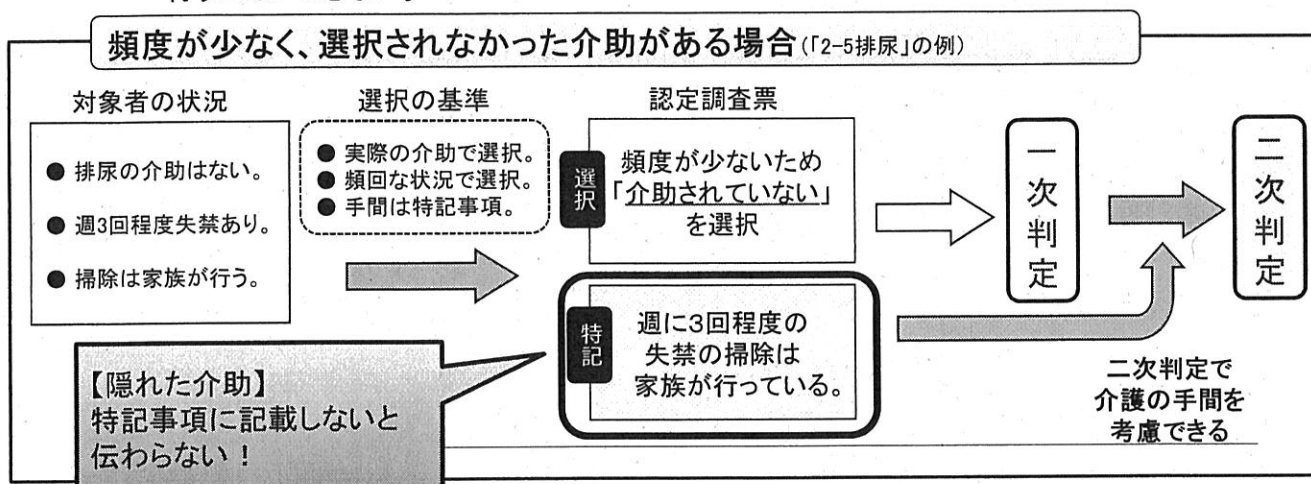 頻度が少なく、選択されなかった介助がある場合(「2-5排尿」の例)
対象者の状況
● 排尿の介助はない。
● 週3回程度失禁あり。
● 掃除は家族が行う。
選択の基準
● 実際の介助で選択。
● 頻回な状況で選択。
● 手間は特記事項。
認定調査票
選択
頻度が少ないため
「介助されていない」
を選択
特記
週に3回程度の
失禁の掃除は
家族が行っている。
一次判定
二次判定
二次判定で
介護の手間を
考慮できる
【隠れた介助】
特記事項に記載しないと
伝わらない！